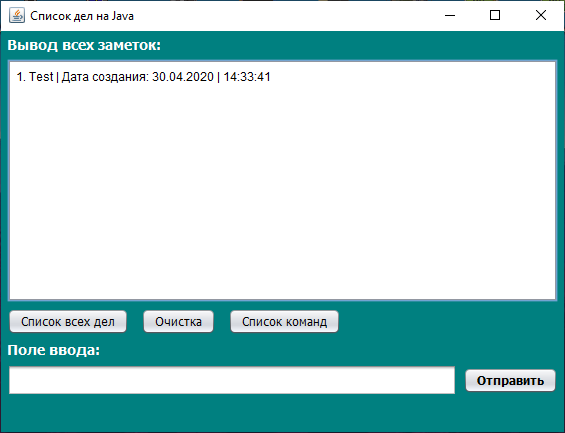 Список дел на Java
Вывод всех заметок:
1. Test | Дата создания: 30.04.2020 | 14:33:41
Список всех дел Очистка Список команд
Поле ввода:
Отправить